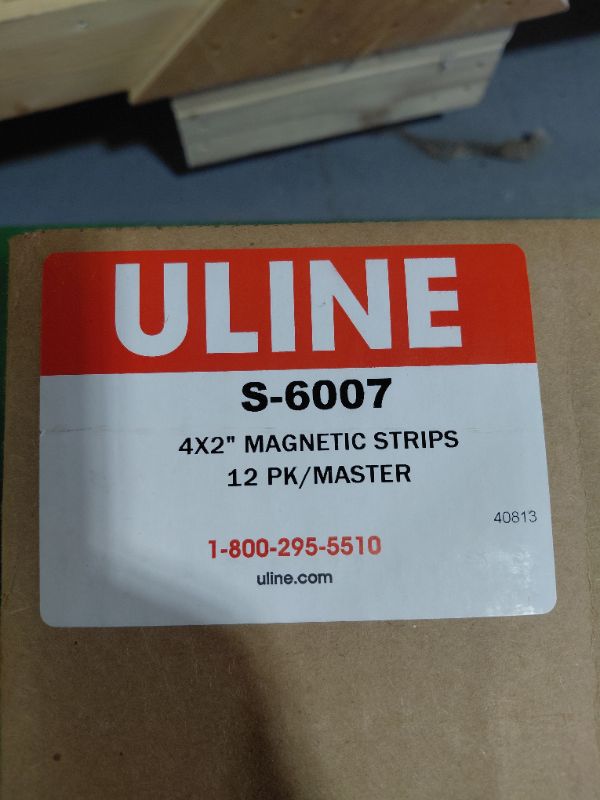 ULINE
S-6007
4X2" MAGNETIC STRIPS
12 PK/MASTER
40813
1-800-295-5510
uline.com